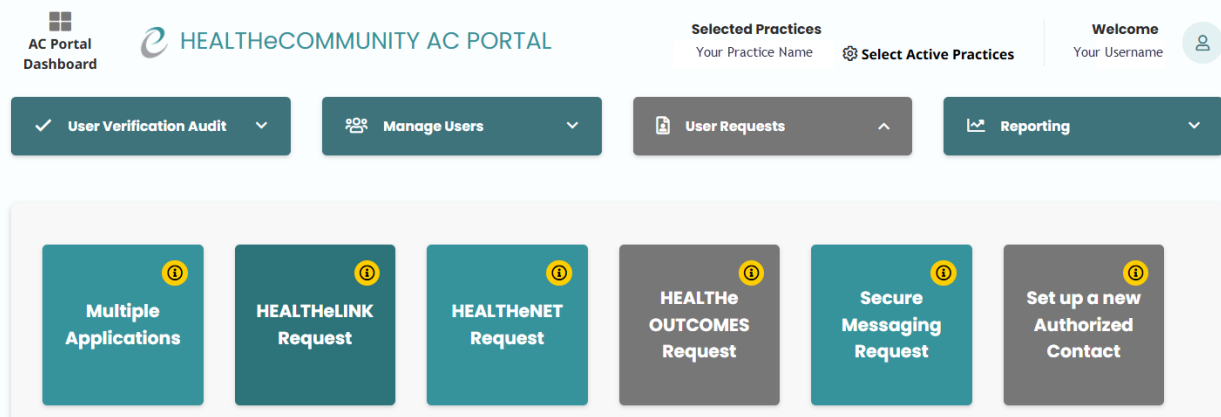 AC Portal
Dashboard
HEALTHeCOMMUNITY AC PORTAL
Selected Practices
Your Practice Name
Select Active Practices
Welcome
Your Username
User Verification Audit
Manage Users
User Requests
Reporting
Multiple
Applications
HEALTHeLINK
Request
HEALTHeNET
Request
HEALTHe
OUTCOMES
Request
Secure
Messaging
Request
Set up a new
Authorized
Contact